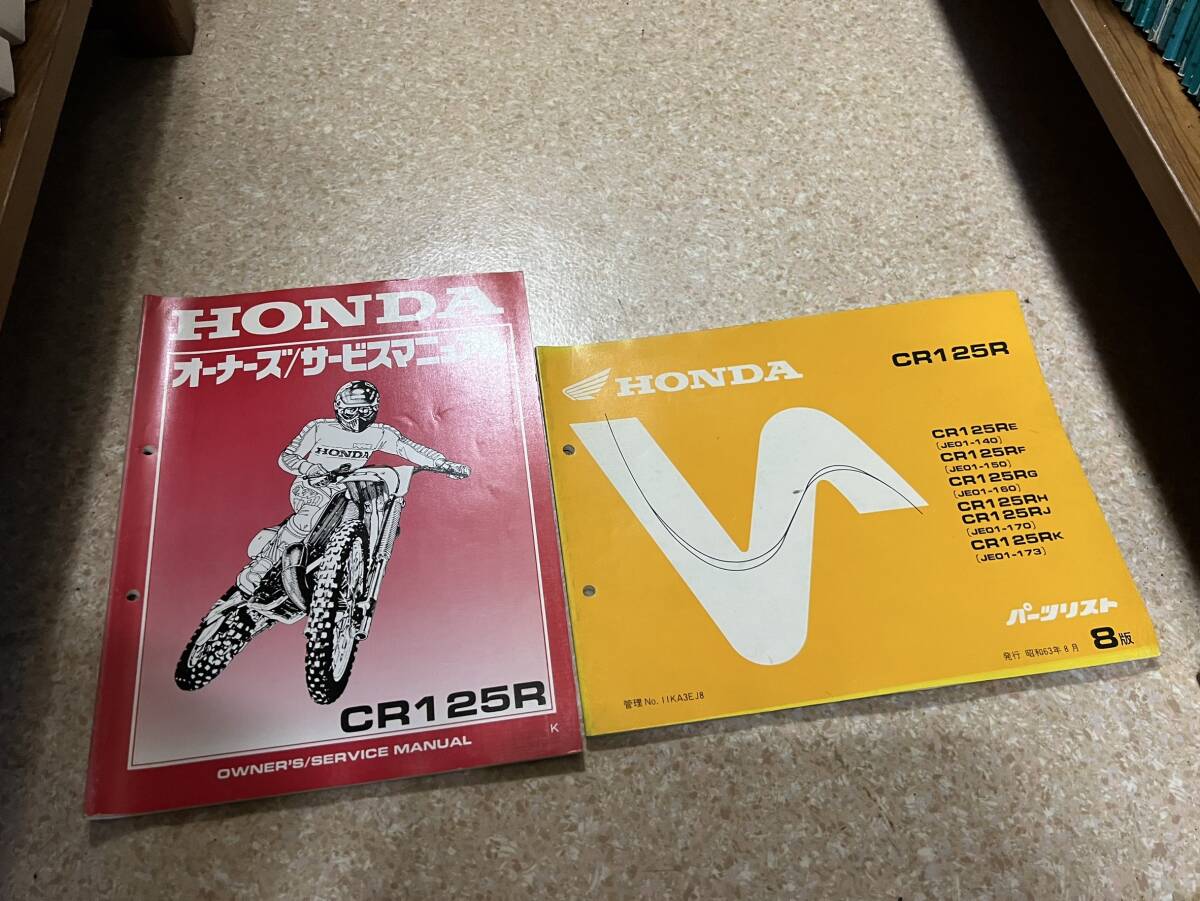 HONDA
オーナーズ/サービスマニュアル
HONDA
CR125R
K
OWNER'S/SERVICE MANUAL
HONDA
CR125R
CR125RE
(JE01-140)
CR125RF
(JE01-150)
CR125RG
(JE01-160)
CR125RH
CR125RJ
(JE01-170)
CR125RK
(JE01-173)
パーツリスト
発行 昭和63年8月 8版
管理 No. 11KA3EJ8